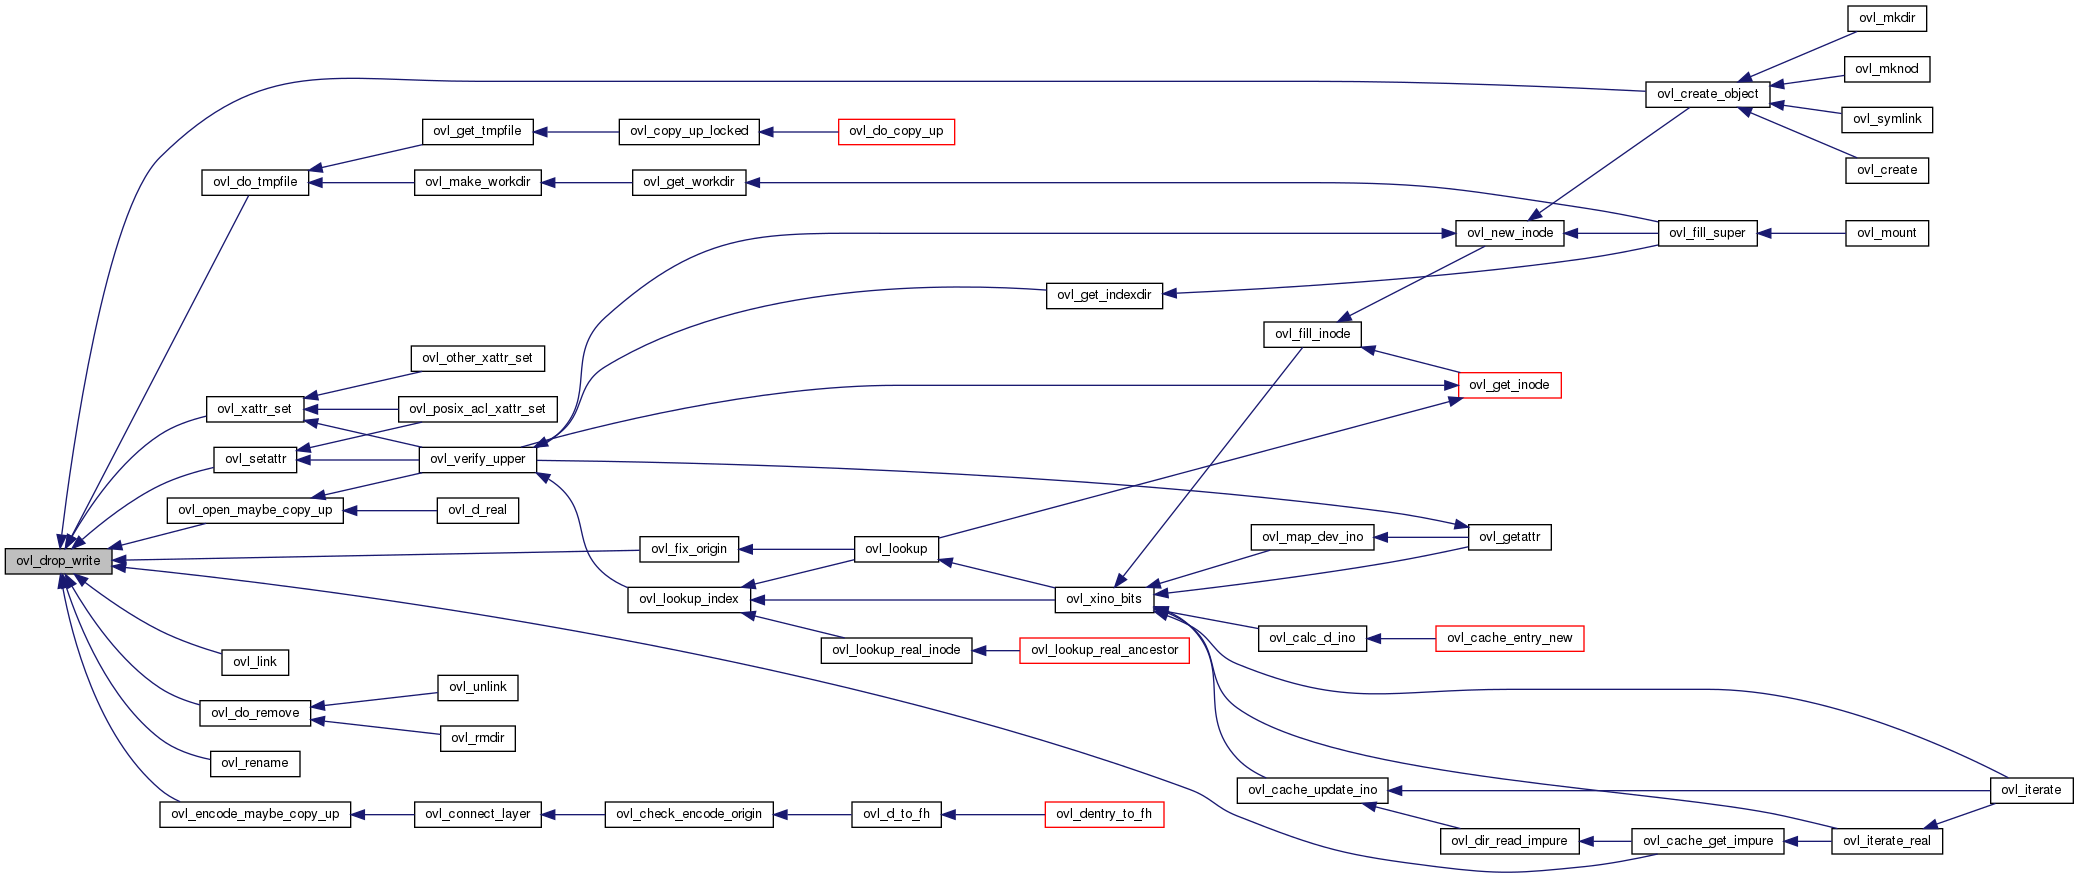 ovl_mkdir
ovl_mknod
ovl_create_object
ovl_symlink
ovl_get_tmpfile
ovl_copy_up_locked
ovl_do_copy_up
ovl_create
ovl_do_tmpfile
ovl_make_workdir
ovl_get_workdir
ovl_new_inode
ovl_fill_super
ovl_mount
ovl_get_indexdir
ovl_fill_inode
ovl_other_xattr_set
ovl_get_inode
ovl_xattr_set
ovl_posix_acl_xattr_set
ovl_setattr
ovl_verify_upper
ovl_open_maybe_copy_up
ovl_d_real
ovl_map_dev_ino
ovl_getattr
ovl_fix_origin
ovl_lookup
ovl_drop_write
ovl_lookup_index
ovl_xino_bits
ovl_calc_d_ino
ovl_cache_entry_new
ovl_link
ovl_lookup_real_inode
ovl_lookup_real_ancestor
ovl_unlink
ovl_do_remove
ovl_rmdir
ovl_rename
ovl_cache_update_ino
ovl_iterate
ovl_encode_maybe_copy_up
ovl_connect_layer
ovl_check_encode_origin
ovl_d_to_fh
ovl_dentry_to_fh
ovl_dir_read_impure
ovl_cache_get_impure
ovl_iterate_real